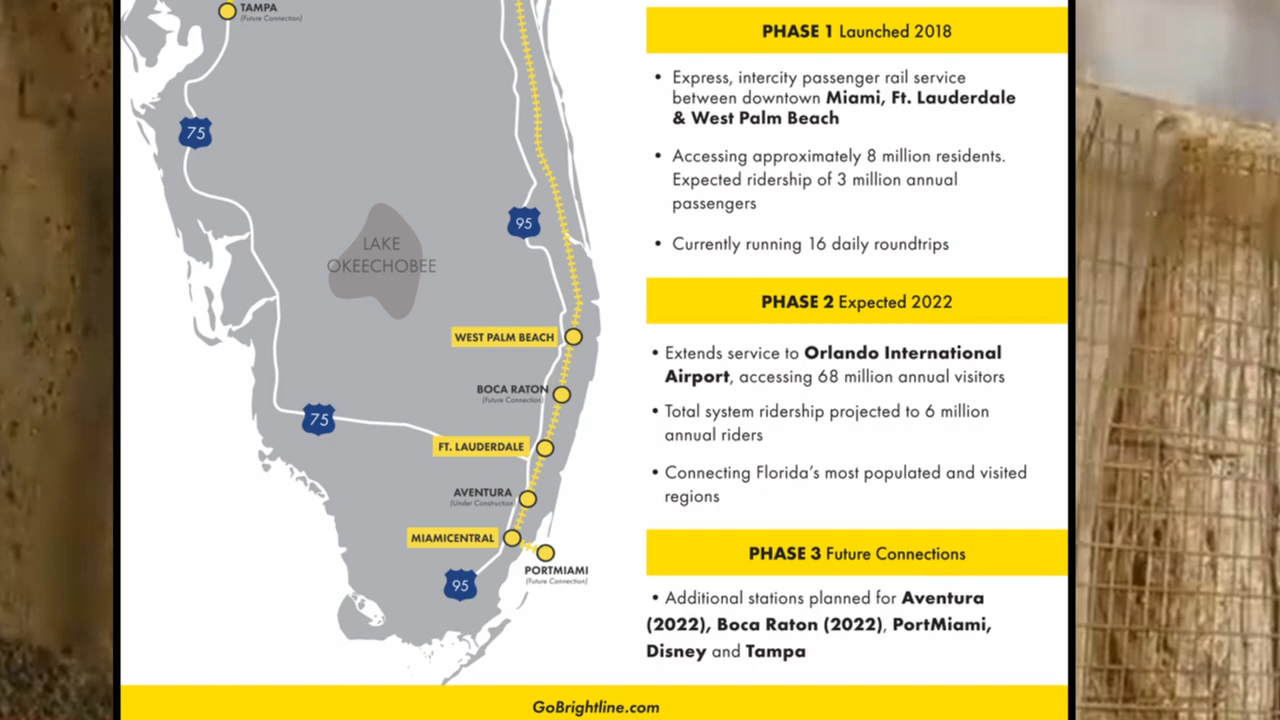 TAMPA
(Future Connection)
75
95
LAKE
OKEECHOBEE
WEST PALM BEACH
BOCA RATON
(Future Connection)
75
FT. LAUDERDALE
AVENTURA
(Under Construction)
MIAMICENTRAL
PORTMIAMI
(Future Connection)
95
PHASE 1 Launched 2018
• Express, intercity passenger rail service
between downtown Miami, Ft. Lauderdale
& West Palm Beach
• Accessing approximately 8 million residents.
Expected ridership of 3 million annual
passengers
• Currently running 16 daily roundtrips
PHASE 2 Expected 2022
• Extends service to Orlando International
Airport, accessing 68 million annual visitors
• Total system ridership projected to 6 million
annual riders
• Connecting Florida's most populated and visited
regions
PHASE 3 Future Connections
• Additional stations planned for Aventura
(2022), Boca Raton (2022), PortMiami,
Disney and Tampa
GoBrightline.com